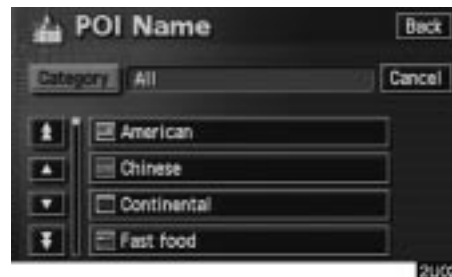 POI Name Back
Category All Cancel
American
Chinese
Continental
Fast food